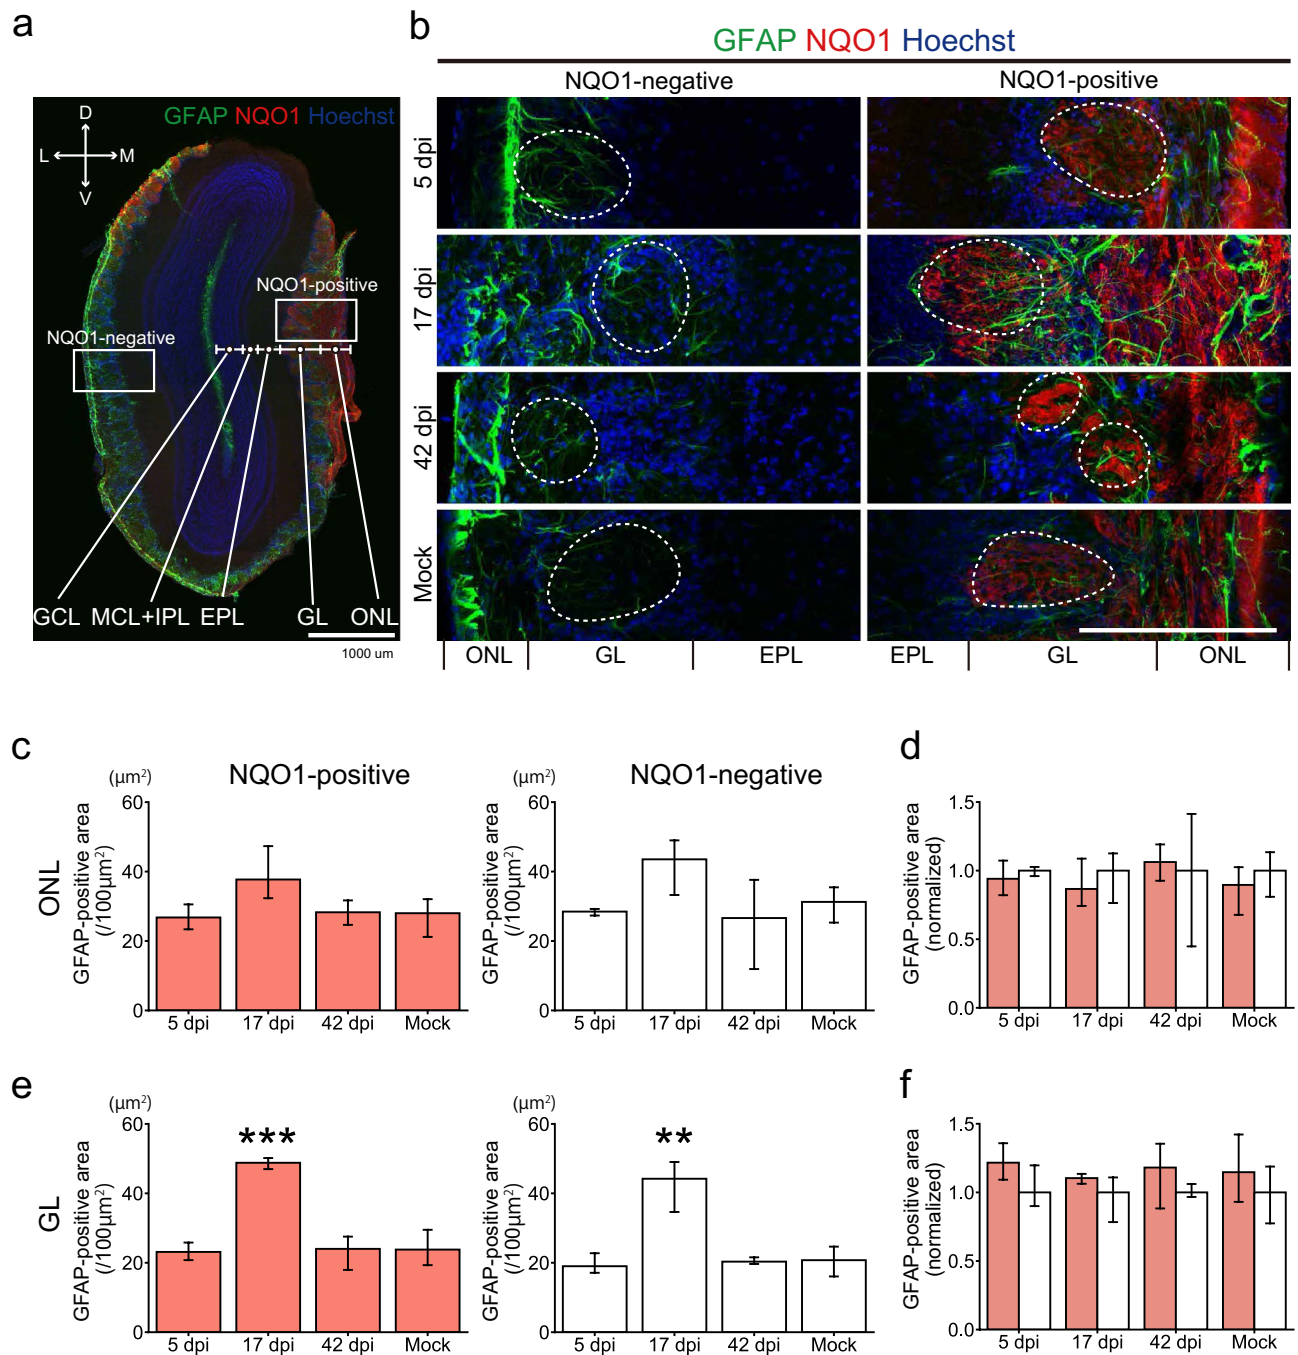 a
GFAP NQO1 Hoechst
D
L M
V
NQO1-positive
NQO1-negative
GCL MCL+IPL EPL GL ONL
1000 um
b
GFAP NQO1 Hoechst
NQO1-negative NQO1-positive
5 dpi
17 dpi
42 dpi
Mock
ONL GL EPL EPL GL ONL
c
ONL
NQO1-positive
(μm²)
GFAP-positive area
(/100μm²)
60
40
20
0
5 dpi 17 dpi 42 dpi Mock
NQO1-negative
(μm²)
GFAP-positive area
(/100μm²)
60
40
20
0
5 dpi 17 dpi 42 dpi Mock
d
GFAP-positive area
(normalized)
1.5
1.0
0.5
0.0
5 dpi 17 dpi 42 dpi Mock
e
GL
(μm²)
GFAP-positive area
(/100μm²)
60
40
20
0
***
5 dpi 17 dpi 42 dpi Mock
(μm²)
GFAP-positive area
(/100μm²)
60
40
20
0
**
5 dpi 17 dpi 42 dpi Mock
f
GFAP-positive area
(normalized)
1.5
1.0
0.5
0.0
5 dpi 17 dpi 42 dpi Mock